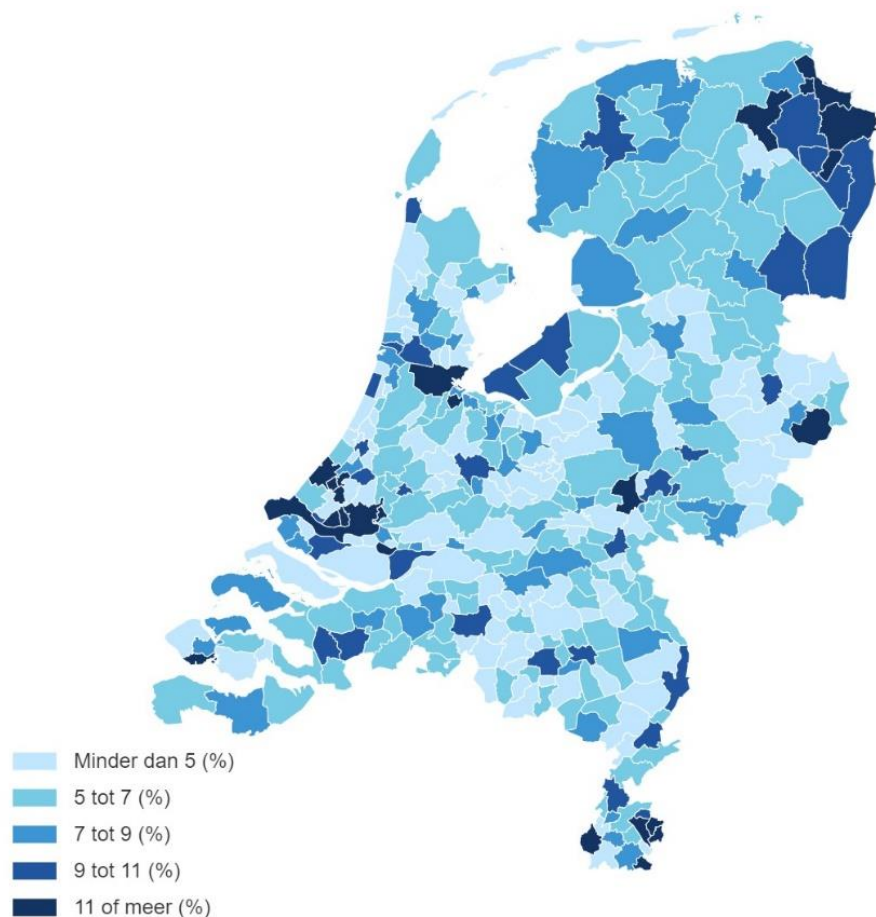 Minder dan 5 (%)
5 tot 7 (%)
7 tot 9 (%)
9 tot 11 (%)
11 of meer (%)